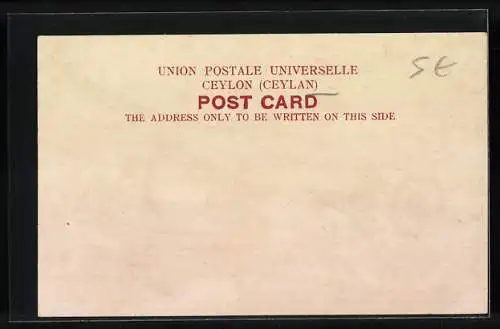 UNION POSTALE UNIVERSELLE
CEYLON (CEYLAN)
POST CARD
THE ADDRESS ONLY TO BE WRITTEN ON THIS SIDE